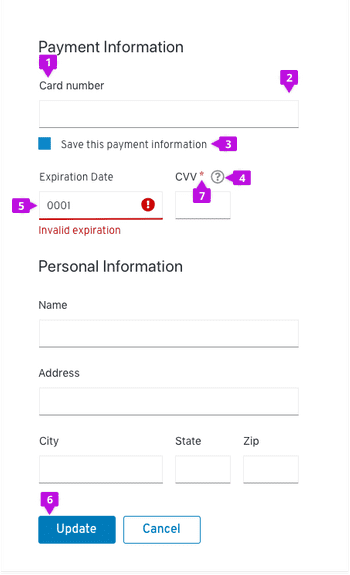 Payment Information
1
2
Card number
Save this payment information 3
Expiration Date CVV * ? 4
7
5 0001 !
Invalid expiration
Personal Information
Name
Address
City State Zip
6
Update Cancel